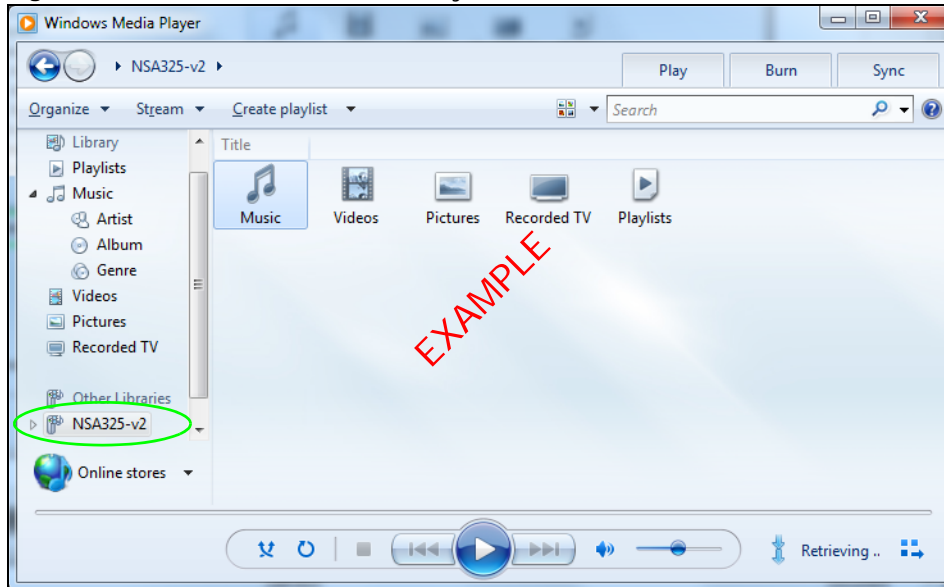 Windows Media Player
NSA325-v2
Play Burn Sync
Organize Stream Create playlist Search
Library
Playlists
Music
Artist
Album
Genre
Videos
Pictures
Recorded TV
Other Libraries
NSA325-v2
Online stores
Title
Music Videos Pictures Recorded TV Playlists
EXAMPLE
Retrieving ..